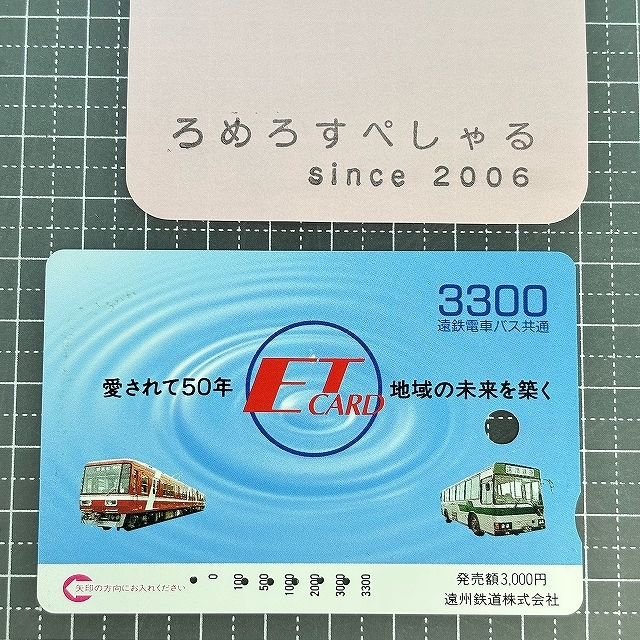 ろめろすぺしゃる
since 2006
3300
遠鉄電車バス共通
愛されて50年
ET CARD
地域の未来を築く
矢印の方向にお入れください
0 100 500 1000 2000 3000 3300
発売額3,000円
遠州鉄道株式会社